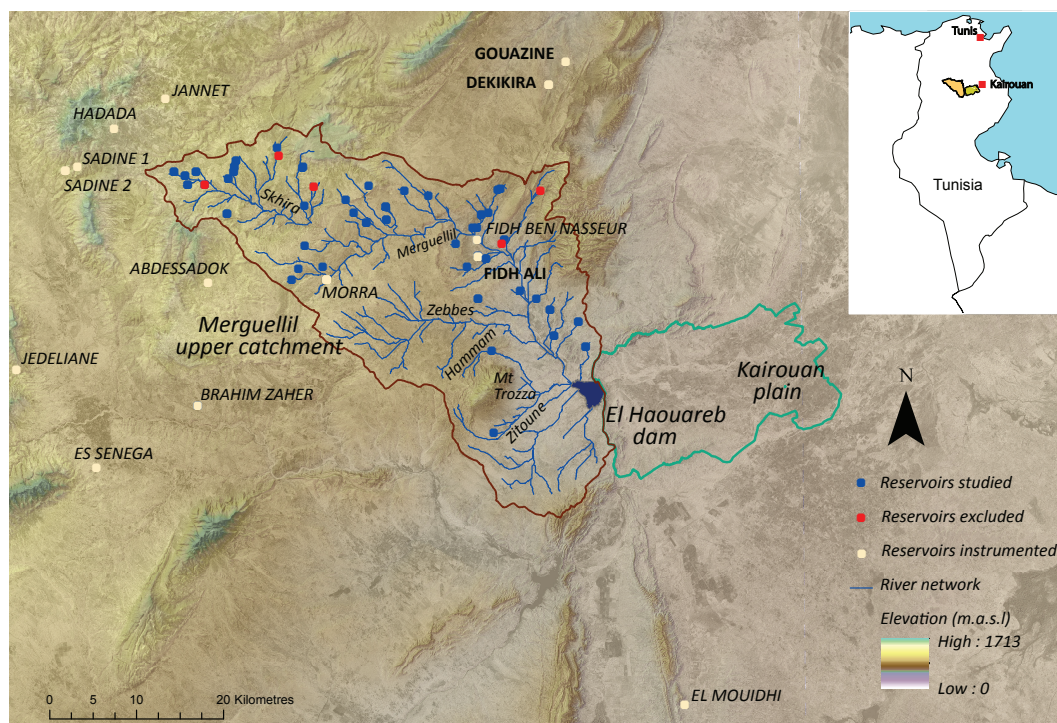 GOUAZINE
DEKIKIRA
JANNET
HADADA
SADINE 1
SADINE 2
Skhira
Merguellil
FIDH BEN NASSEUR
FIDH ALI
ABDESSADOK
MORRA
Zebbes
Merguellil
upper catchment
Hammam
JEDELIANE
BRAHIM ZAHER
Mt
Trozza
Zitoune
El Haouareb
dam
Kairouan
plain
ES SENEGA
EL MOUIDHI
0 5 10 20 Kilometres
Tunis
Kairouan
Tunisia
N
Reservoirs studied
Reservoirs excluded
Reservoirs instrumented
River network
Elevation (m.a.s.l)
High : 1713
Low : 0